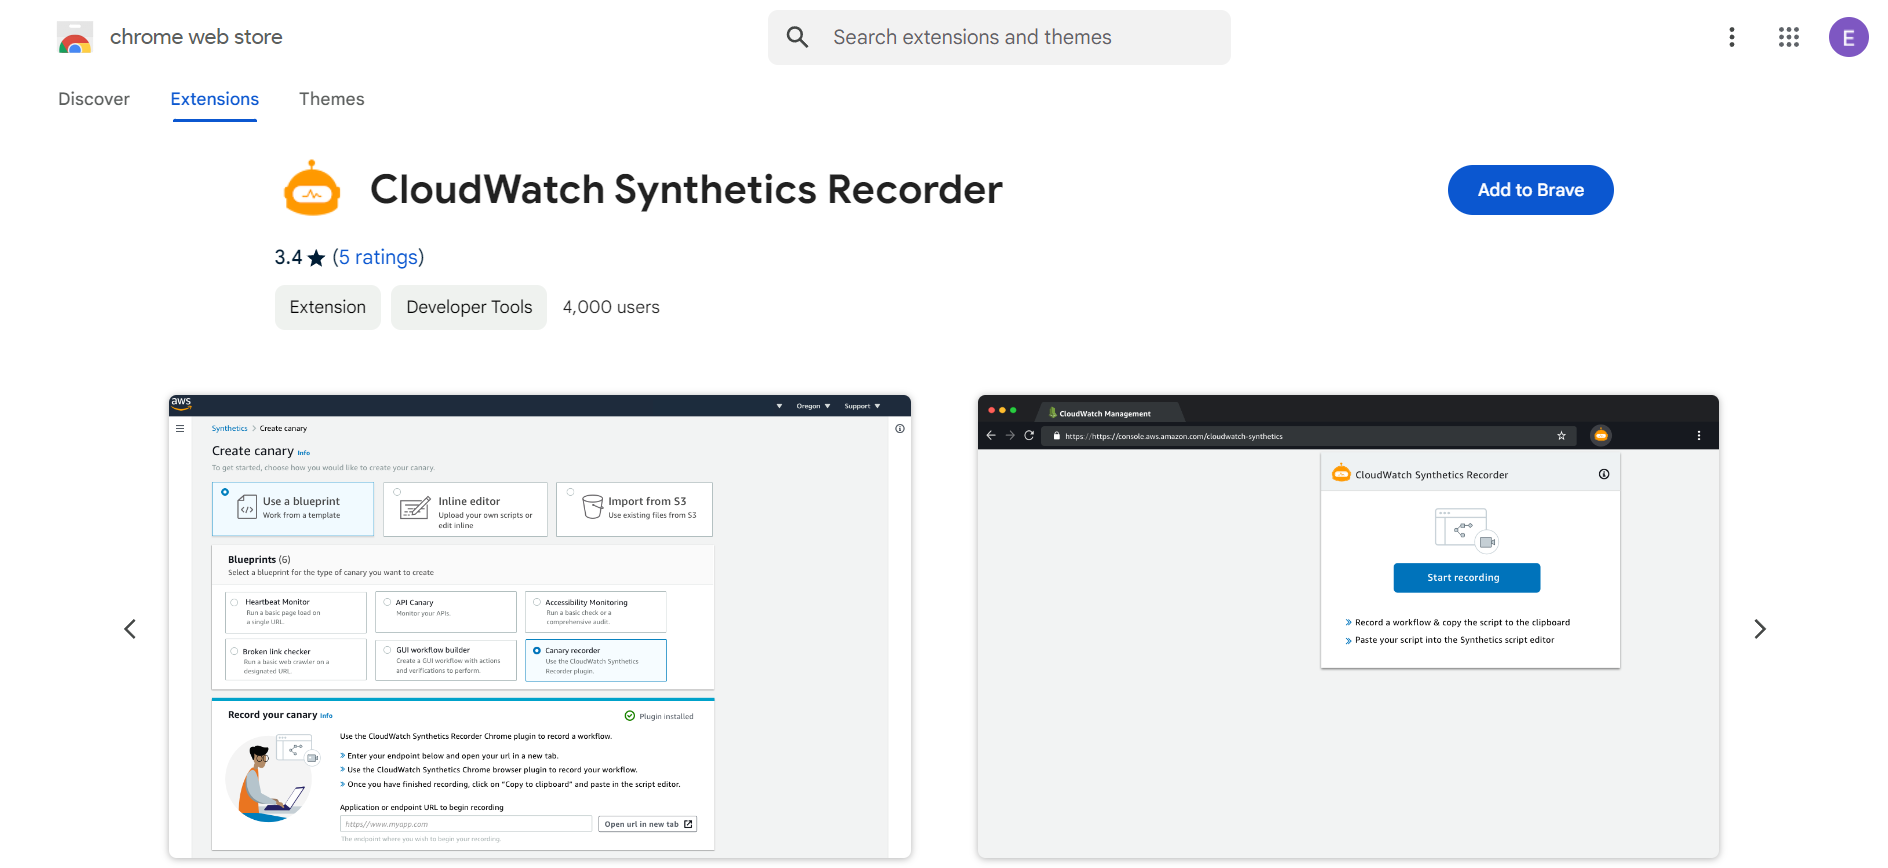 chrome web store
Search extensions and themes
E
Discover
Extensions
Themes
CloudWatch Synthetics Recorder
Add to Brave
3.4 ★ (5 ratings)
Extension
Developer Tools
4,000 users
aws
Oregon
Support
Synthetics > Create canary
Create canary Info
To get started, choose how you would like to create your canary.
Use a blueprint
Work from a template
Inline editor
Upload your own scripts or
edit inline
Import from S3
Use existing files from S3
Blueprints (6)
Select a blueprint for the type of canary you want to create
Heartbeat Monitor
Run a basic page load on
a single URL.
API Canary
Monitor your APIs.
Accessibility Monitoring
Run a basic check or a
comprehensive audit.
Broken link checker
Run a basic web crawler on a
designated URL.
GUI workflow builder
Create a GUI workflow with actions
and verifications to perform.
Canary recorder
Use the CloudWatch Synthetics
Recorder plugin.
Record your canary Info
Plugin installed
Use the CloudWatch Synthetics Recorder Chrome plugin to record a workflow.
Enter your endpoint below and open your url in a new tab.
Use the CloudWatch Synthetics Chrome browser plugin to record your workflow.
Once you have finished recording, click on "Copy to clipboard" and paste in the script editor.
Application or endpoint URL to begin recording
https//www.myapp.com
Open url in new tab
The endpoint where you wish to begin your recording.
CloudWatch Management
https://https://console.aws.amazon.com/cloudwatch-synthetics
CloudWatch Synthetics Recorder
Start recording
Record a workflow & copy the script to the clipboard
Paste your script into the Synthetics script editor